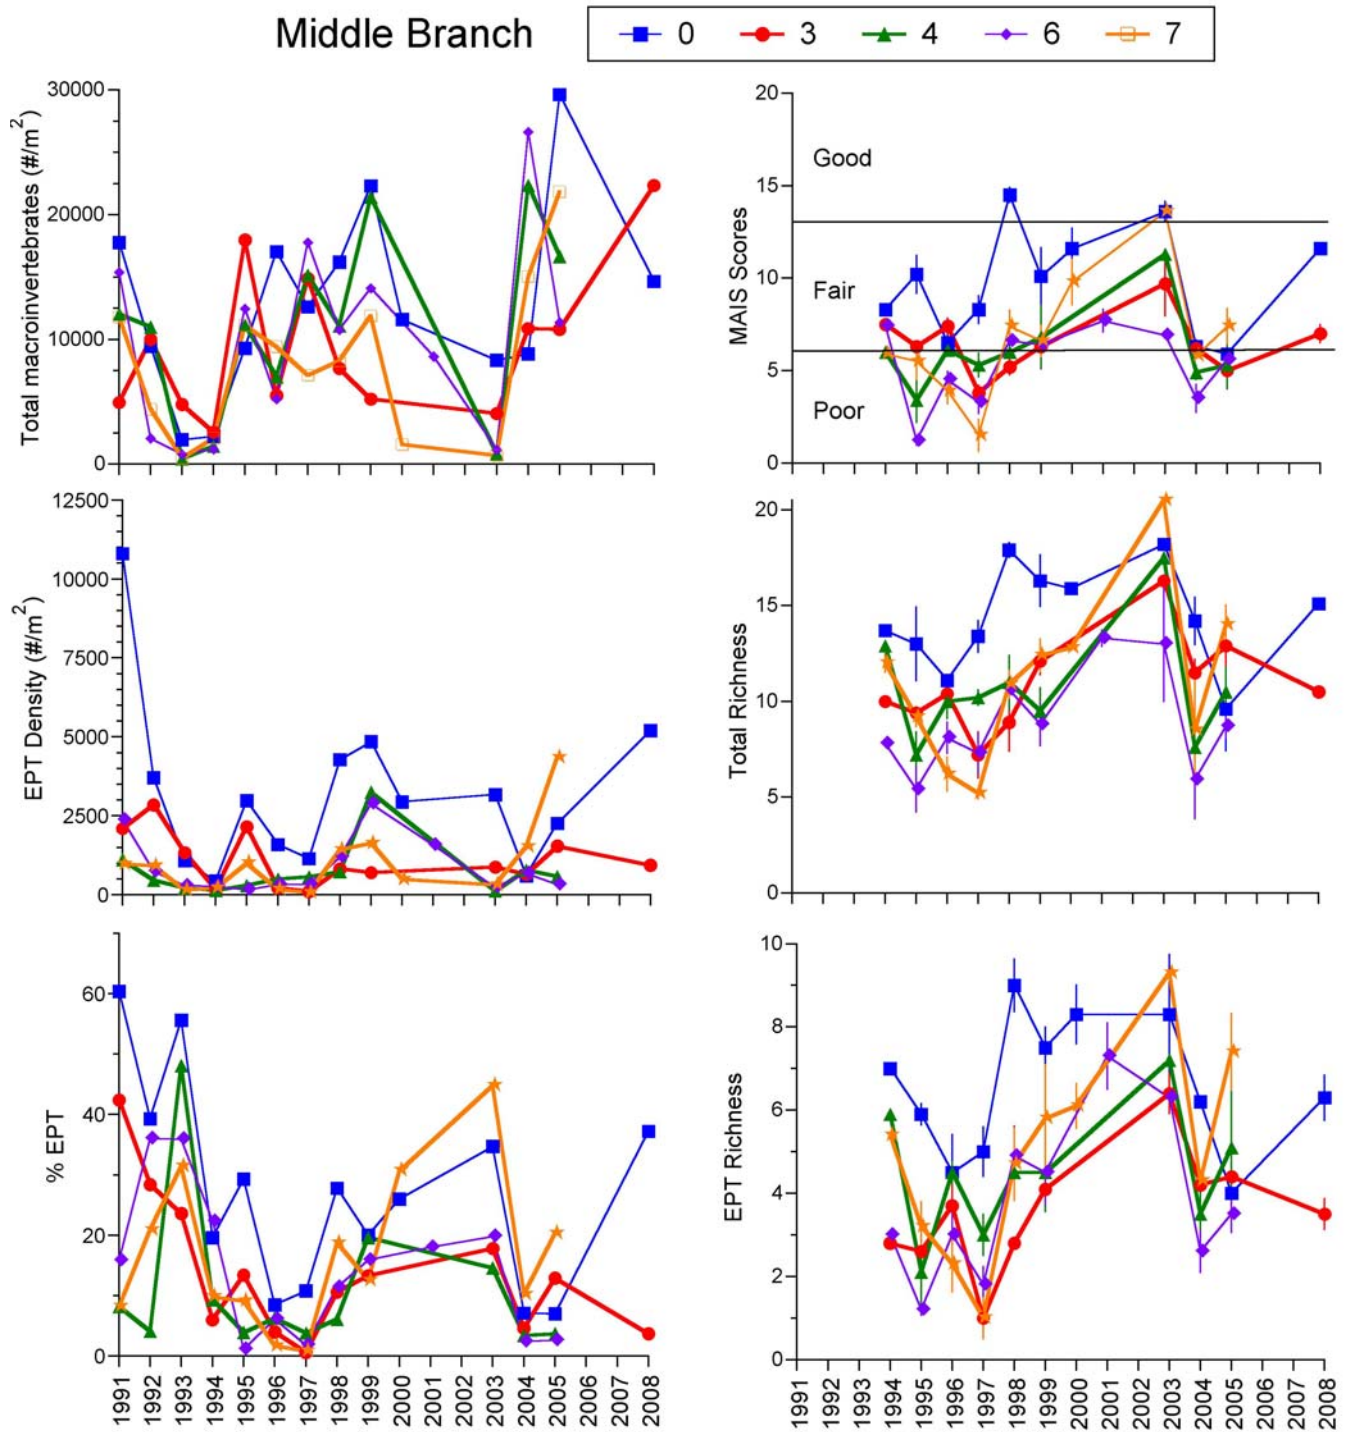 Middle Branch
0 3 4 6 7
Total macroinvertebrates (#/m²)
30000
20000
10000
0
MAIS Scores
20
15
10
5
0
Good
Fair
Poor
EPT Density (#/m²)
12500
10000
7500
5000
2500
0
Total Richness
20
15
10
5
0
% EPT
60
40
20
0
1991 1992 1993 1994 1995 1996 1997 1998 1999 2000 2001 2002 2003 2004 2005 2006 2007 2008
EPT Richness
10
8
6
4
2
0
1991 1992 1993 1994 1995 1996 1997 1998 1999 2000 2001 2002 2003 2004 2005 2006 2007 2008